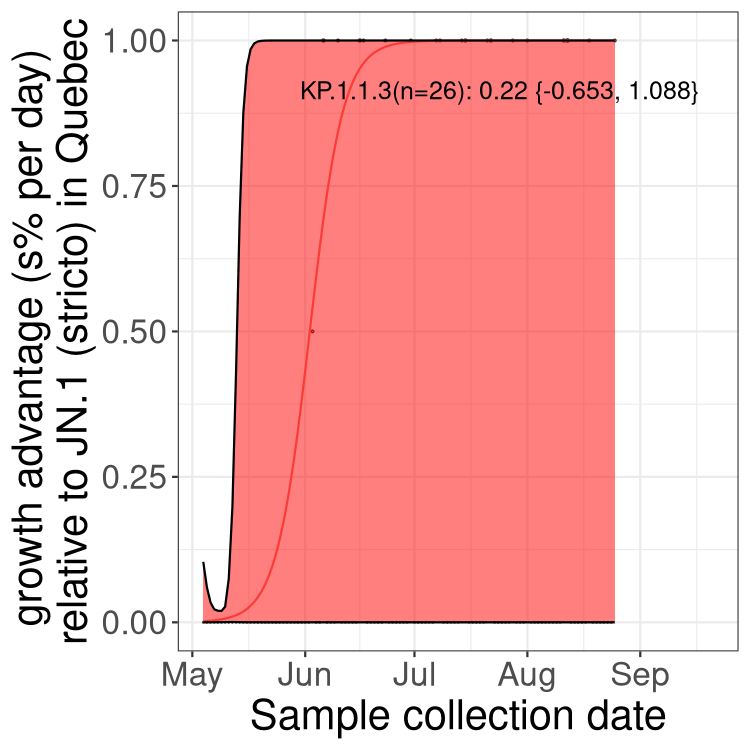 growth advantage (s% per day)
relative to JN.1 (stricto) in Quebec
1.00
0.75
0.50
0.25
0.00
KP.1.1.3(n=26): 0.22 {-0.653, 1.088}
May Jun Jul Aug Sep
Sample collection date